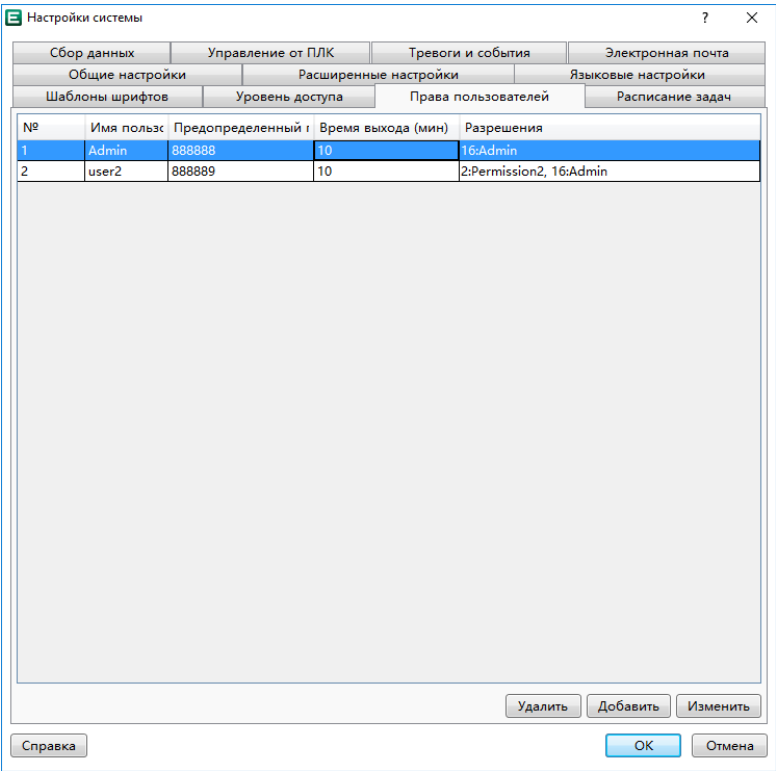 Настройки системы ?
Сбор данных Управление от ПЛК Тревоги и события Электронная почта
Общие настройки Расширенные настройки Языковые настройки
Шаблоны шрифтов Уровень доступа Права пользователей Расписание задач
№ Имя пользо Предопределенный п Время выхода (мин) Разрешения
1 Admin 888888 10 16:Admin
2 user2 888889 10 2:Permission2, 16:Admin
Удалить Добавить Изменить
Справка OK Отмена